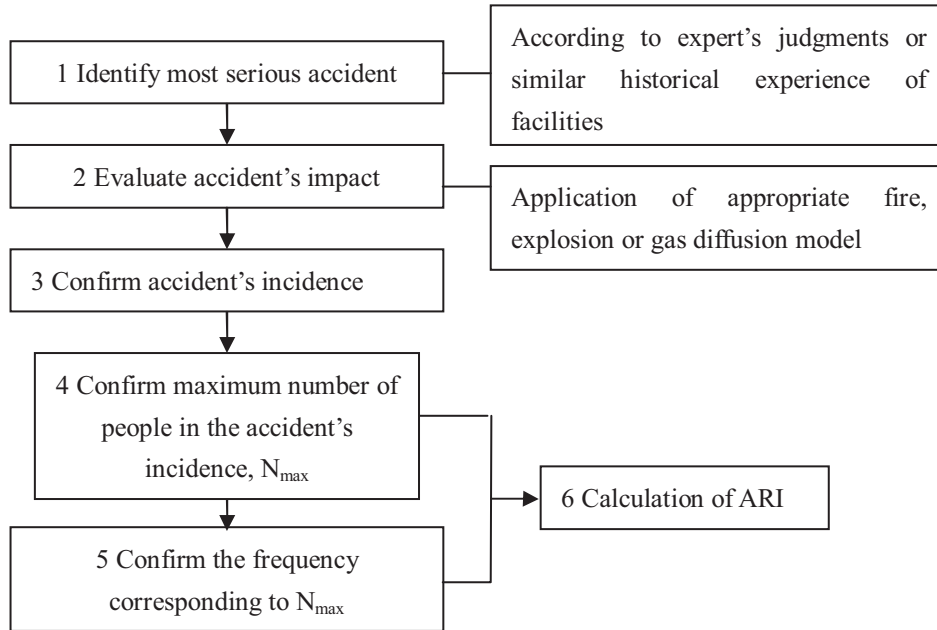 1 Identify most serious accident
According to expert’s judgments or
similar historical experience of
facilities
2 Evaluate accident’s impact
Application of appropriate fire,
explosion or gas diffusion model
3 Confirm accident’s incidence
4 Confirm maximum number of
people in the accident’s
incidence, Nmax
5 Confirm the frequency
corresponding to Nmax
6 Calculation of ARI